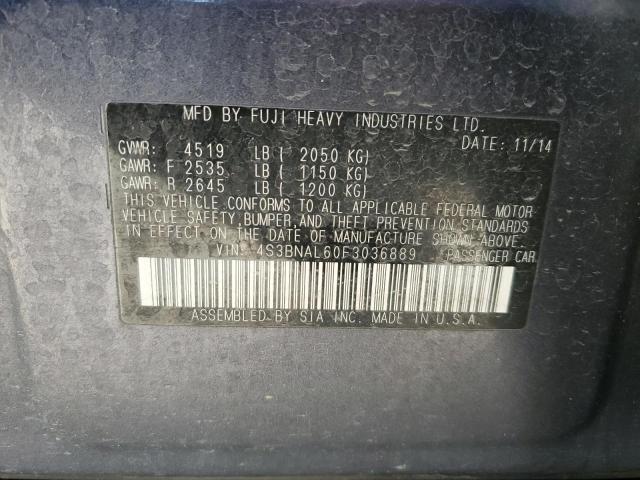 MFD BY FUJI HEAVY INDUSTRIES LTD.
DATE: 11/14
GVWR: 4519 LB ( 2050 KG)
GAWR: F 2535 LB ( 1150 KG)
GAWR: R 2645 LB ( 1200 KG)
THIS VEHICLE CONFORMS TO ALL APPLICABLE FEDERAL MOTOR
VEHICLE SAFETY, BUMPER, AND THEFT PREVENTION STANDARDS
IN EFFECT ON THE DATE OF MANUFACTURE SHOWN ABOVE.
VIN: 4S3BNAL60F3036889 PASSENGER CAR
ASSEMBLED BY SIA INC. MADE IN U.S.A.